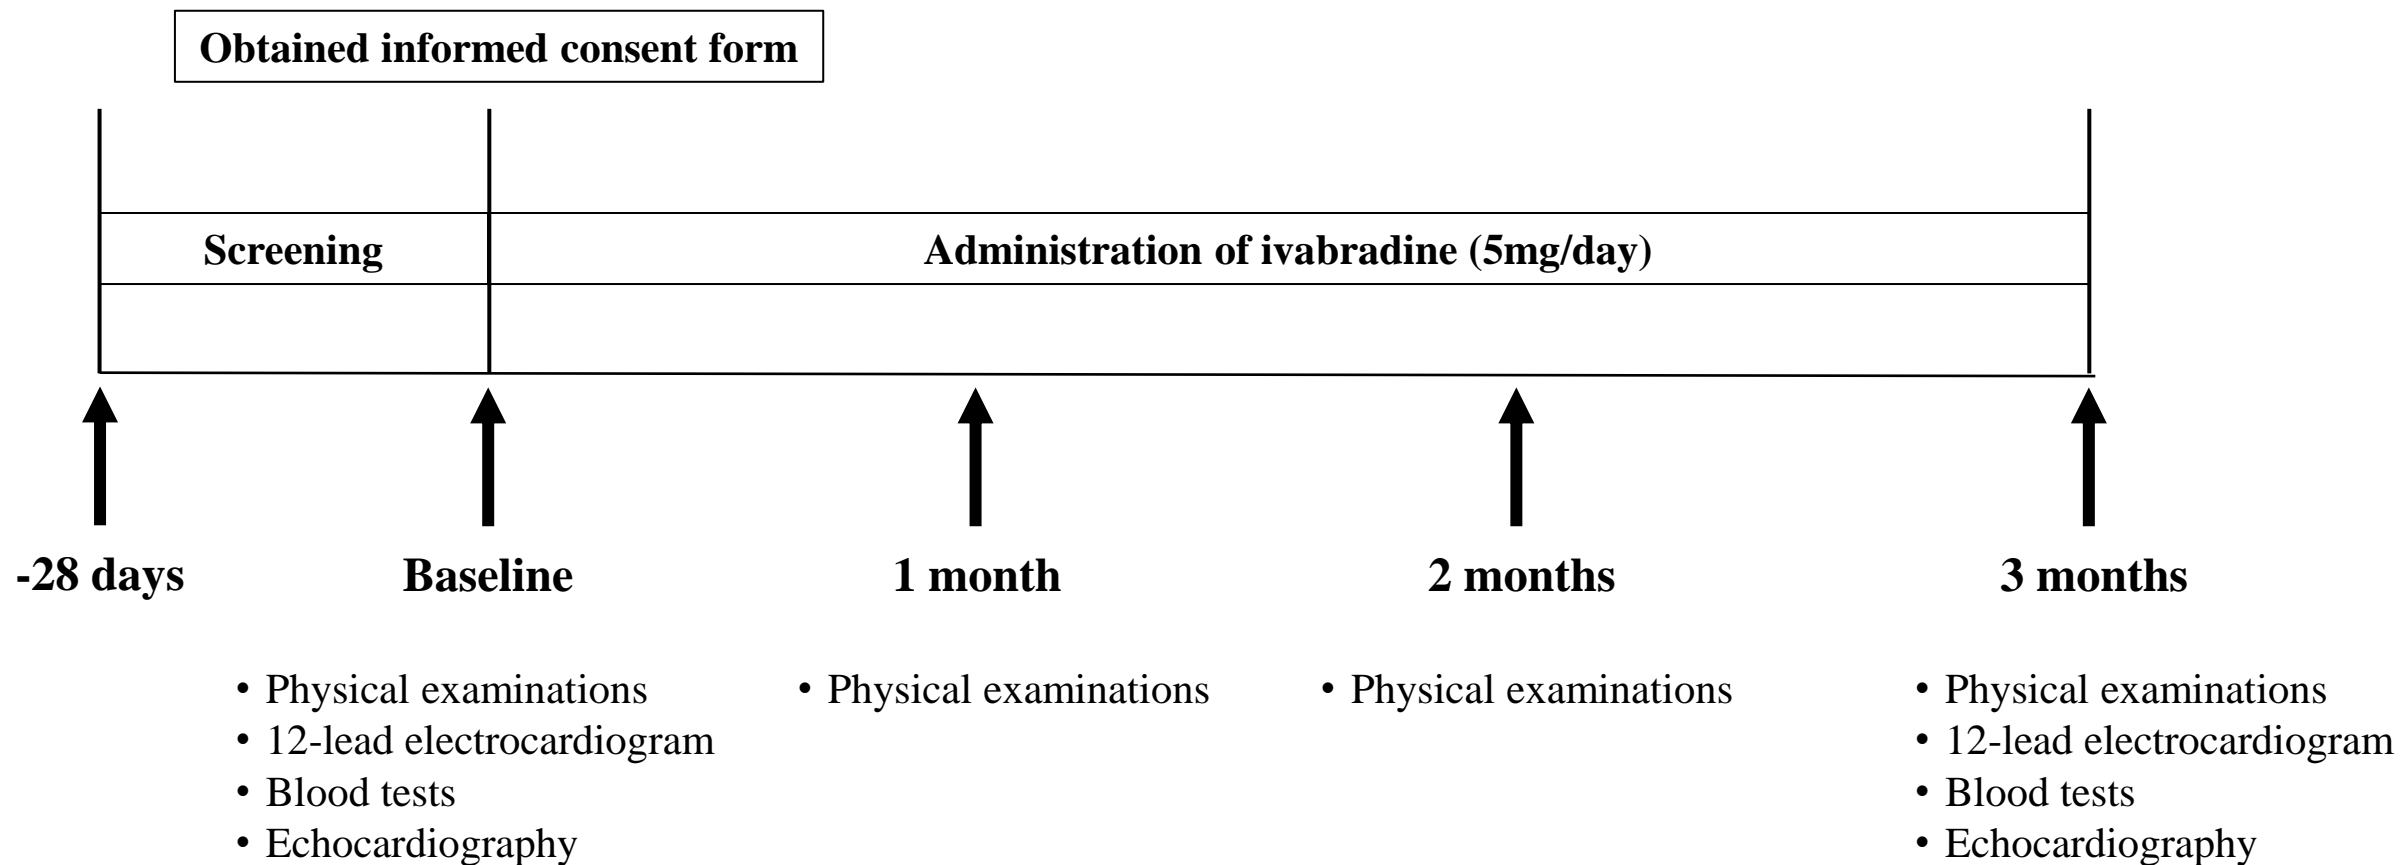 Obtained informed consent form
Screening
Administration of ivabradine (5mg/day)
-28 days
Baseline
1 month
2 months
3 months
• Physical examinations
• 12-lead electrocardiogram
• Blood tests
• Echocardiography
• Physical examinations
• Physical examinations
• Physical examinations
• 12-lead electrocardiogram
• Blood tests
• Echocardiography